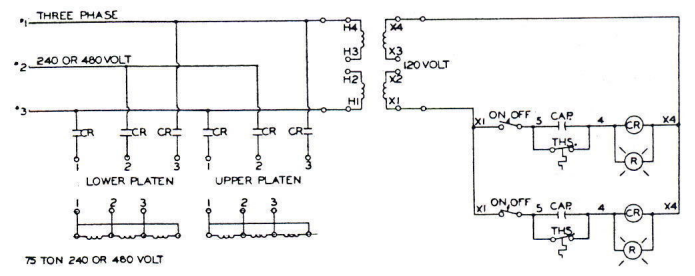 *1 THREE PHASE
*2 240 OR 480 VOLT
*3
H4 X4
H3 X3
120 VOLT
H2 X2
H1 X1
CR CR CR CR CR CR
1 2 3 1 2 3
LOWER PLATEN UPPER PLATEN
1 2 3 1 2 3
75 TON 240 OR 480 VOLT
X1 ON OFF 5 CAP. 4 CR X4
THS.
R
X1 ON OFF 5 CAP. 4 CR X4
THS.
R